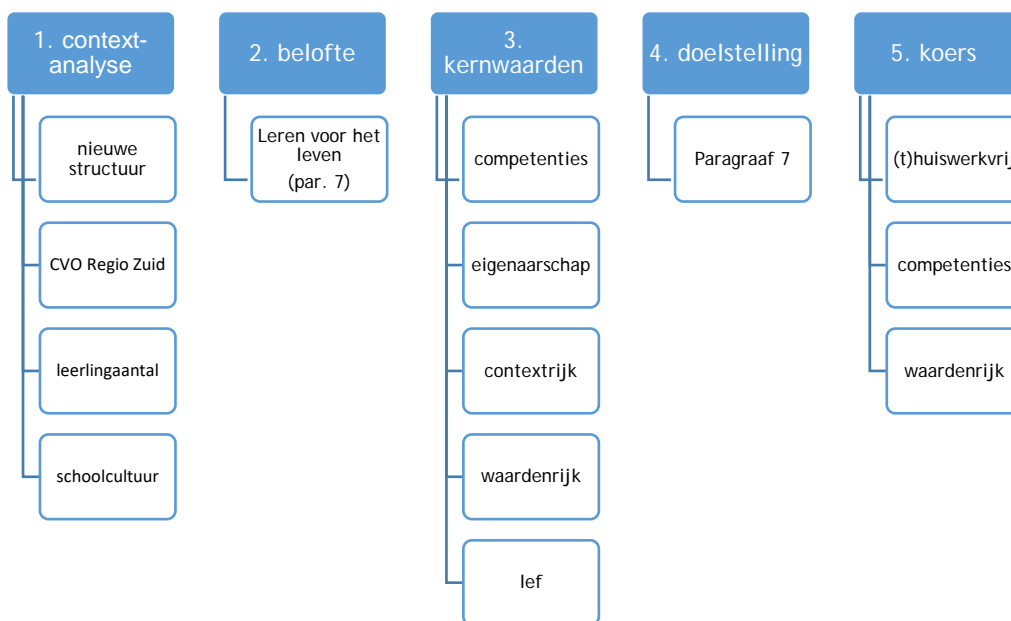 1. context-
analyse
nieuwe
structuur
CVO Regio Zuid
leerlingaantal
schoolcultuur
2. belofte
Leren voor het
leven
(par. 7)
3.
kernwaarden
competenties
eigenaarschap
contextrijk
waardenrijk
lef
4. doelstelling
Paragraaf 7
5. koers
competenties
waardenrijk